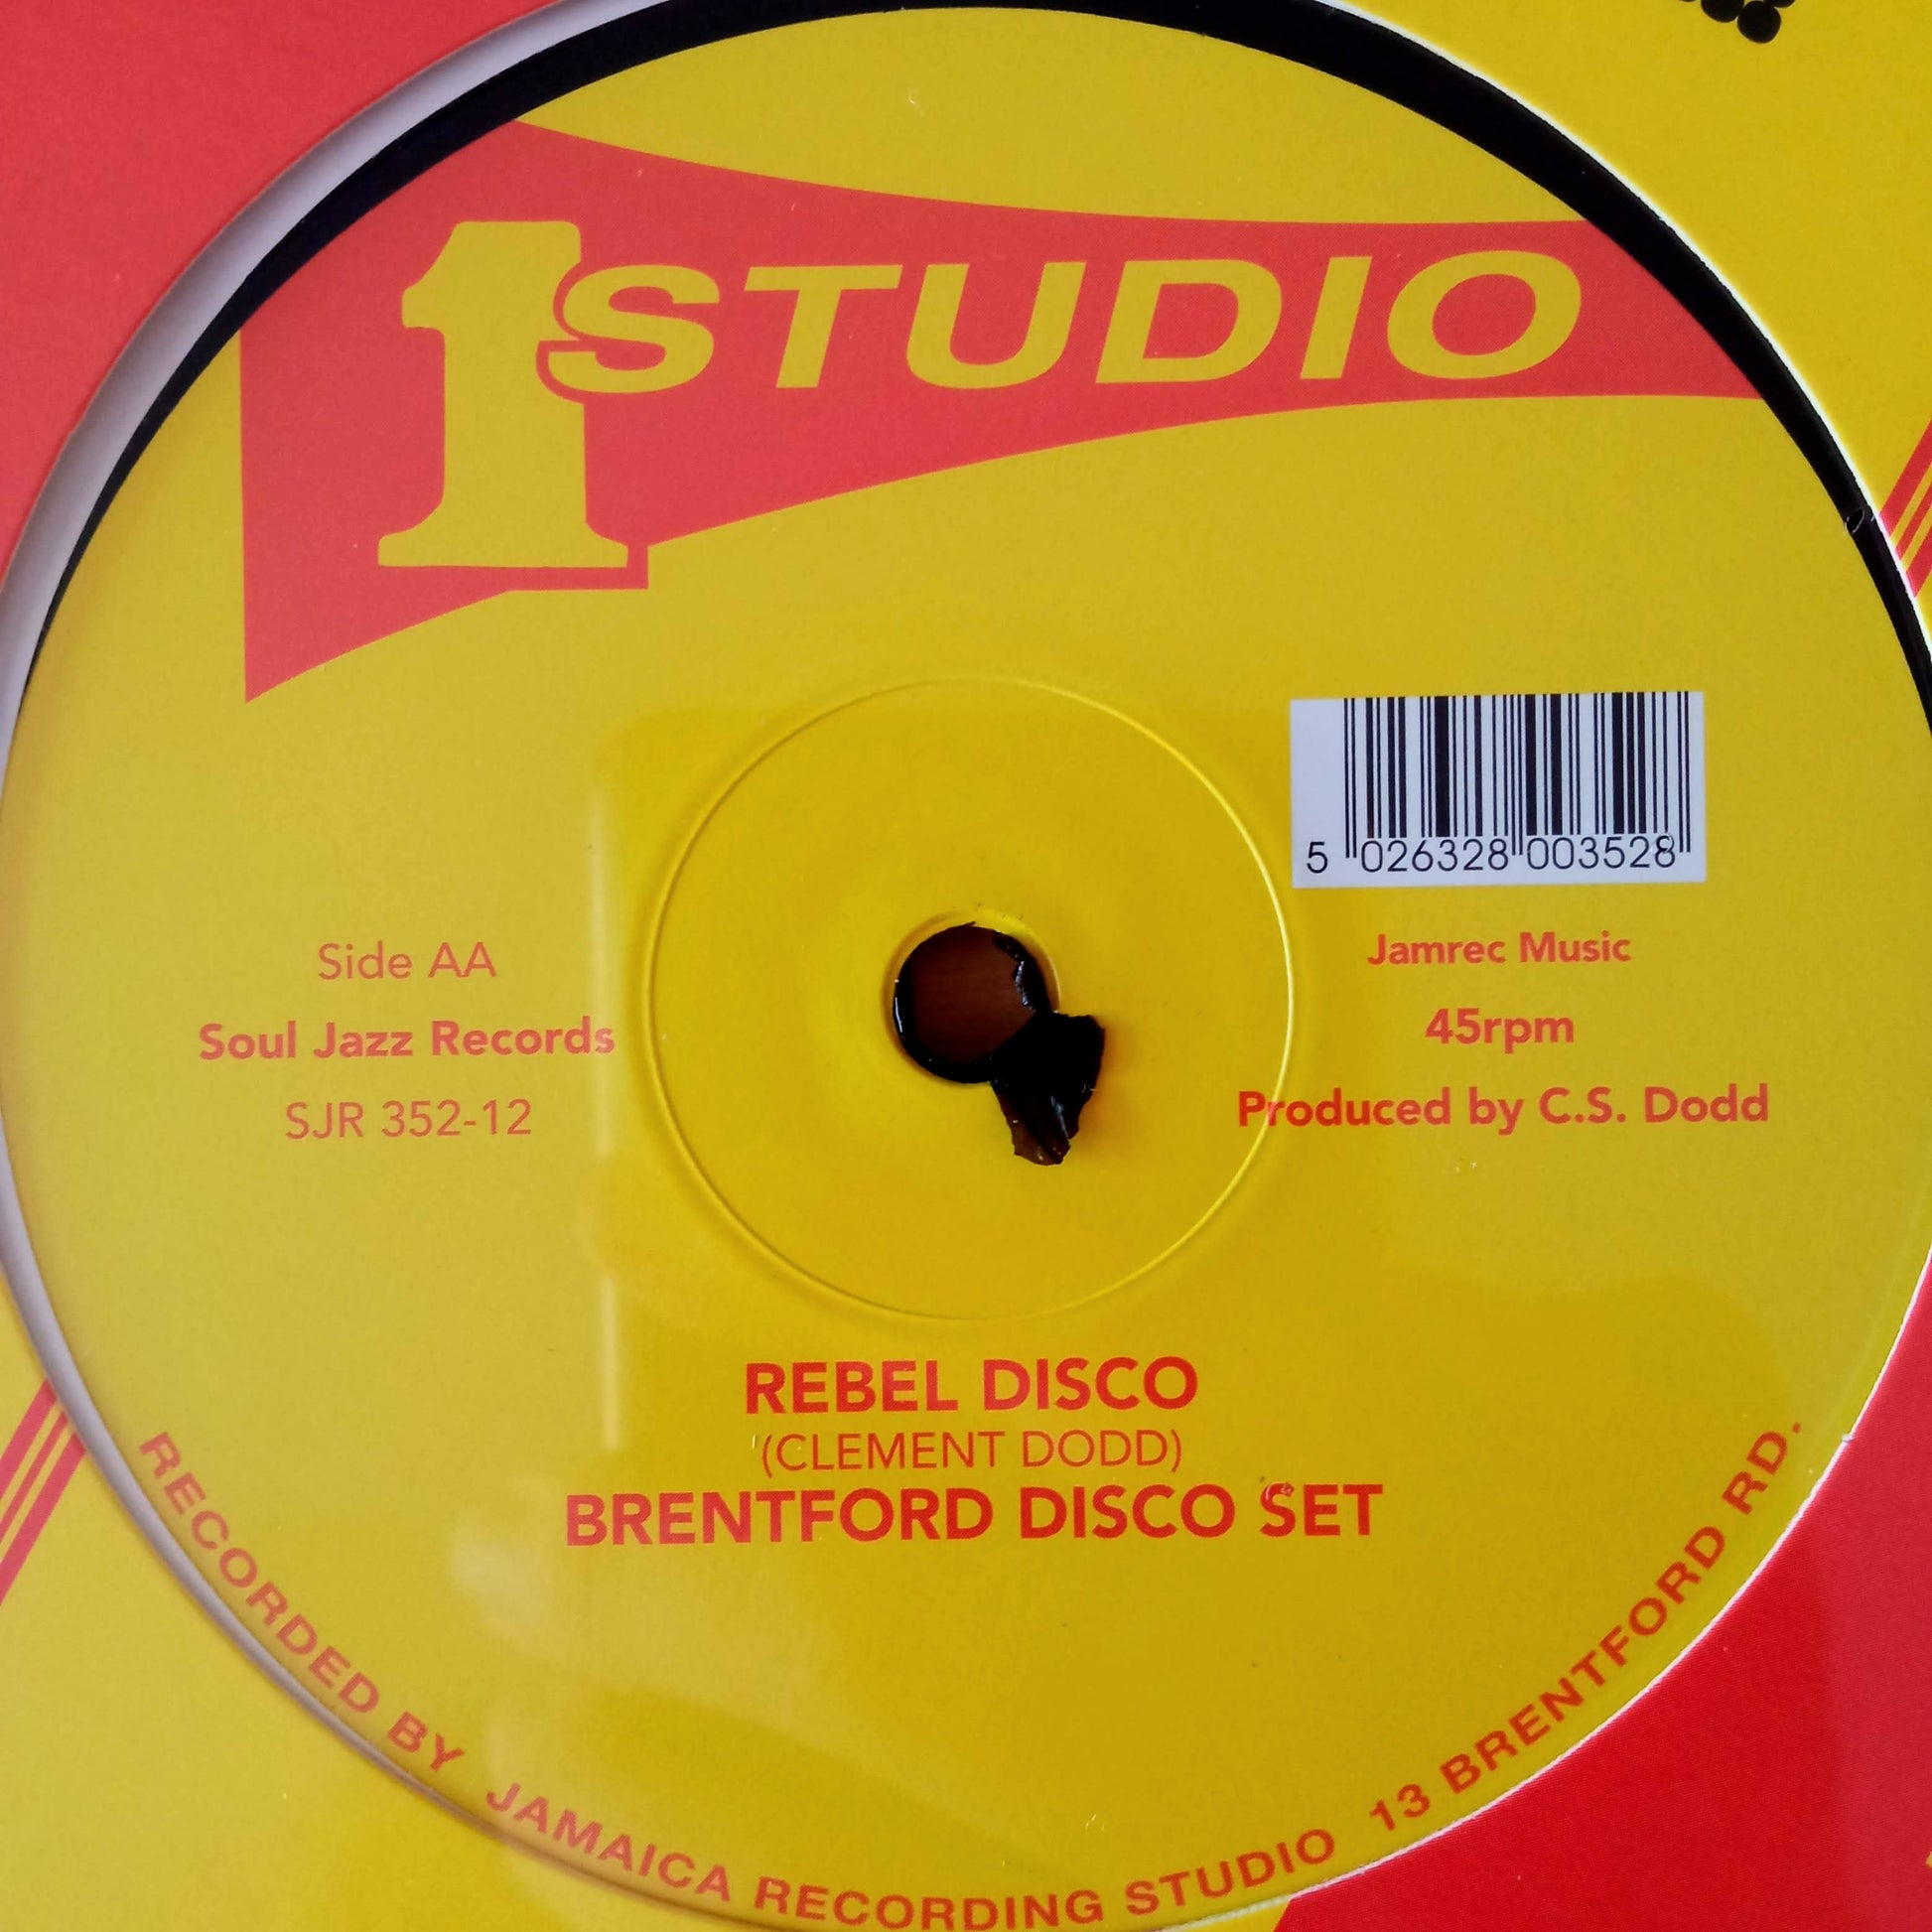 1 STUDIO
5 026328 003528
Side AA
Soul Jazz Records
SJR 352-12
Jamrec Music
45rpm
Produced by C.S. Dodd
REBEL DISCO
(CLEMENT DODD)
BRENTFORD DISCO SET
RECORDED BY JAMAICA RECORDING STUDIO 13 BRENTFORD RD.